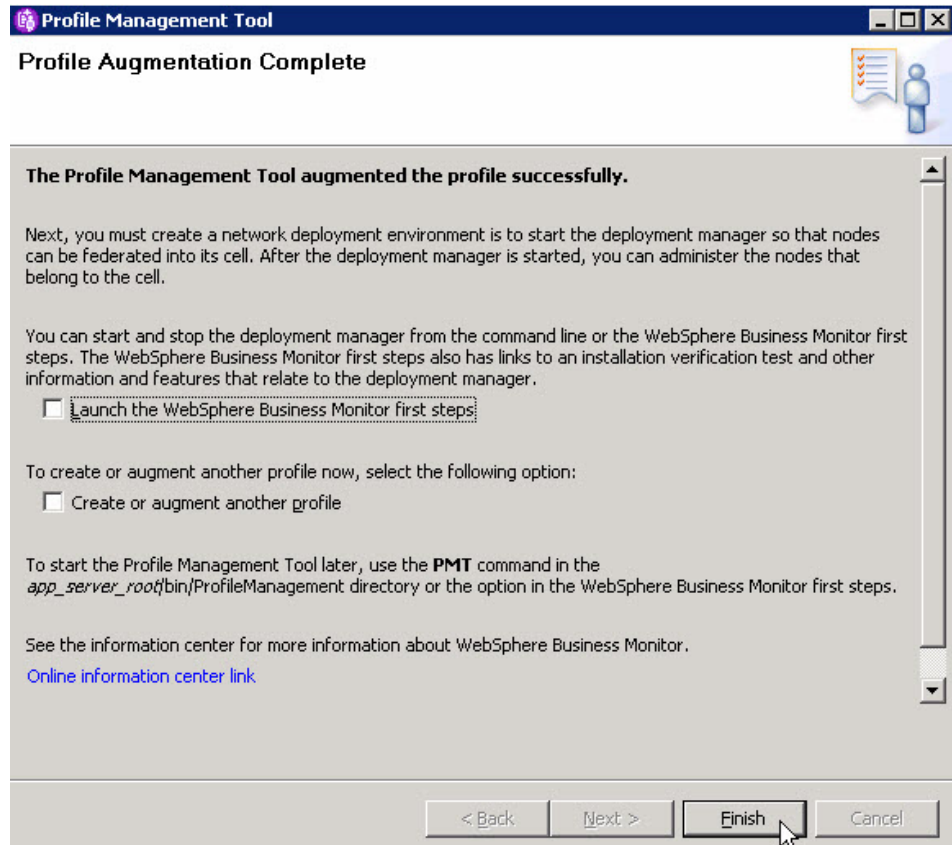 Profile Management Tool
Profile Augmentation Complete
The Profile Management Tool augmented the profile successfully.
Next, you must create a network deployment environment is to start the deployment manager so that nodes
can be federated into its cell. After the deployment manager is started, you can administer the nodes that
belong to the cell.
You can start and stop the deployment manager from the command line or the WebSphere Business Monitor first
steps. The WebSphere Business Monitor first steps also has links to an installation verification test and other
information and features that relate to the deployment manager.
Launch the WebSphere Business Monitor first steps
To create or augment another profile now, select the following option:
Create or augment another profile
To start the Profile Management Tool later, use the PMT command in the
app_server_root/bin/ProfileManagement directory or the option in the WebSphere Business Monitor first steps.
See the information center for more information about WebSphere Business Monitor.
Online information center link
< Back Next > Finish Cancel